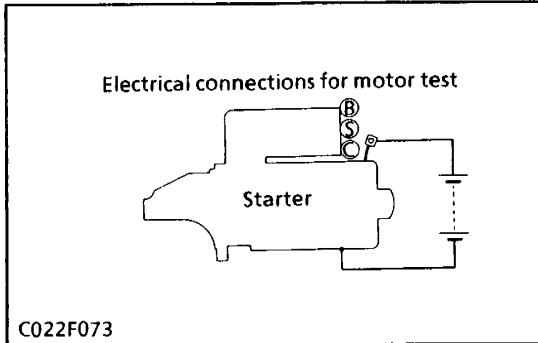 Electrical connections for motor test
B
S
C
Starter
C022F073